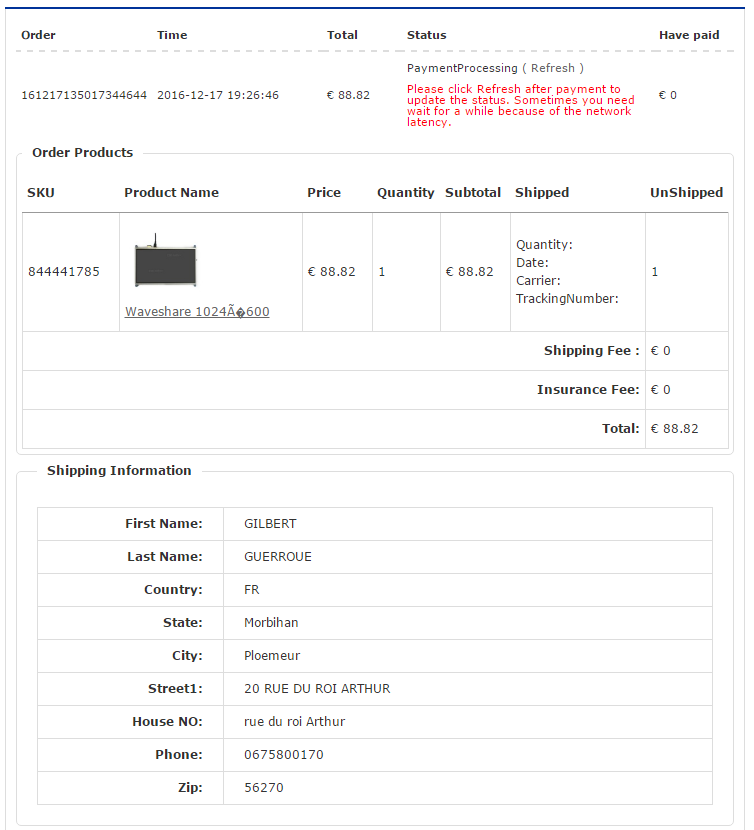 Order Time Total Status Have paid
161217135017344644 2016-12-17 19:26:46 € 88.82 PaymentProcessing ( Refresh ) € 0
Please click Refresh after payment to
update the status. Sometimes you need
wait for a while because of the network
latency.
Order Products
SKU Product Name Price Quantity Subtotal Shipped UnShipped
844441785 € 88.82 1 € 88.82 1
Quantity:
Date:
Carrier:
TrackingNumber:
Waveshare 1024Ã�600
Shipping Fee : € 0
Insurance Fee: € 0
Total: € 88.82
Shipping Information
First Name: GILBERT
Last Name: GUERROUE
Country: FR
State: Morbihan
City: Ploemeur
Street1: 20 RUE DU ROI ARTHUR
House NO: rue du roi Arthur
Phone: 0675800170
Zip: 56270